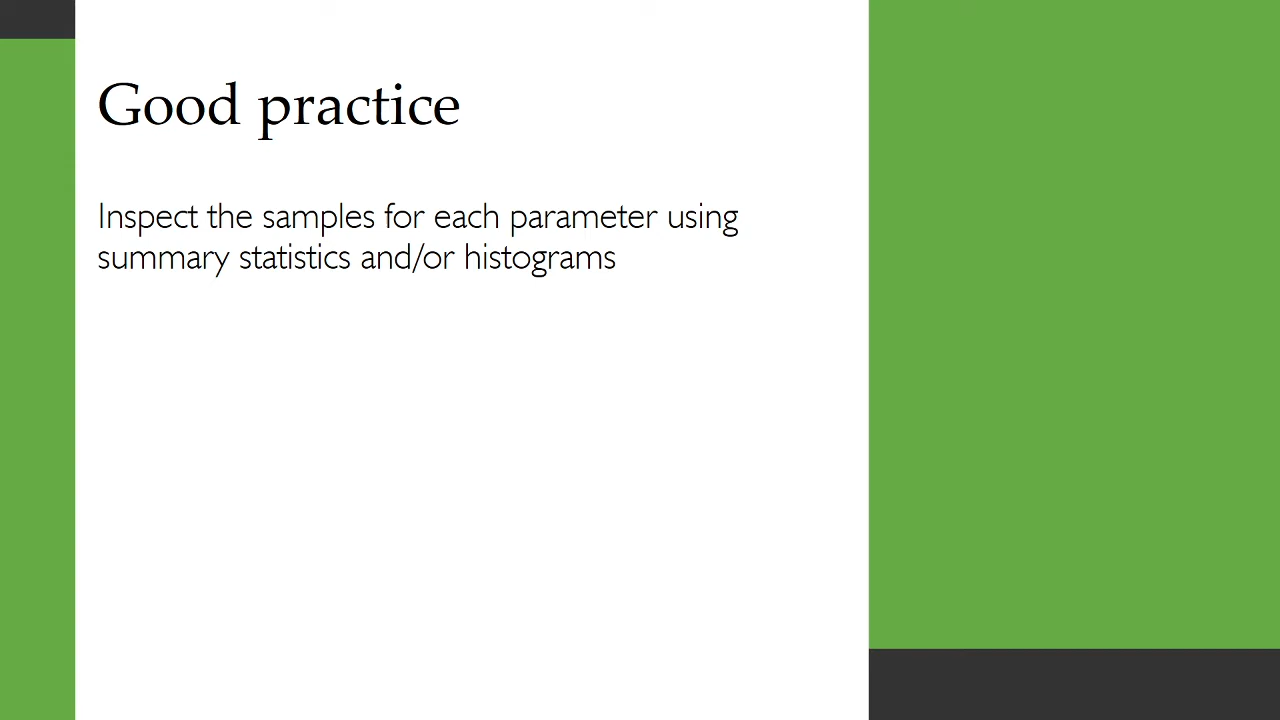 Good practice
Inspect the samples for each parameter using
summary statistics and/or histograms